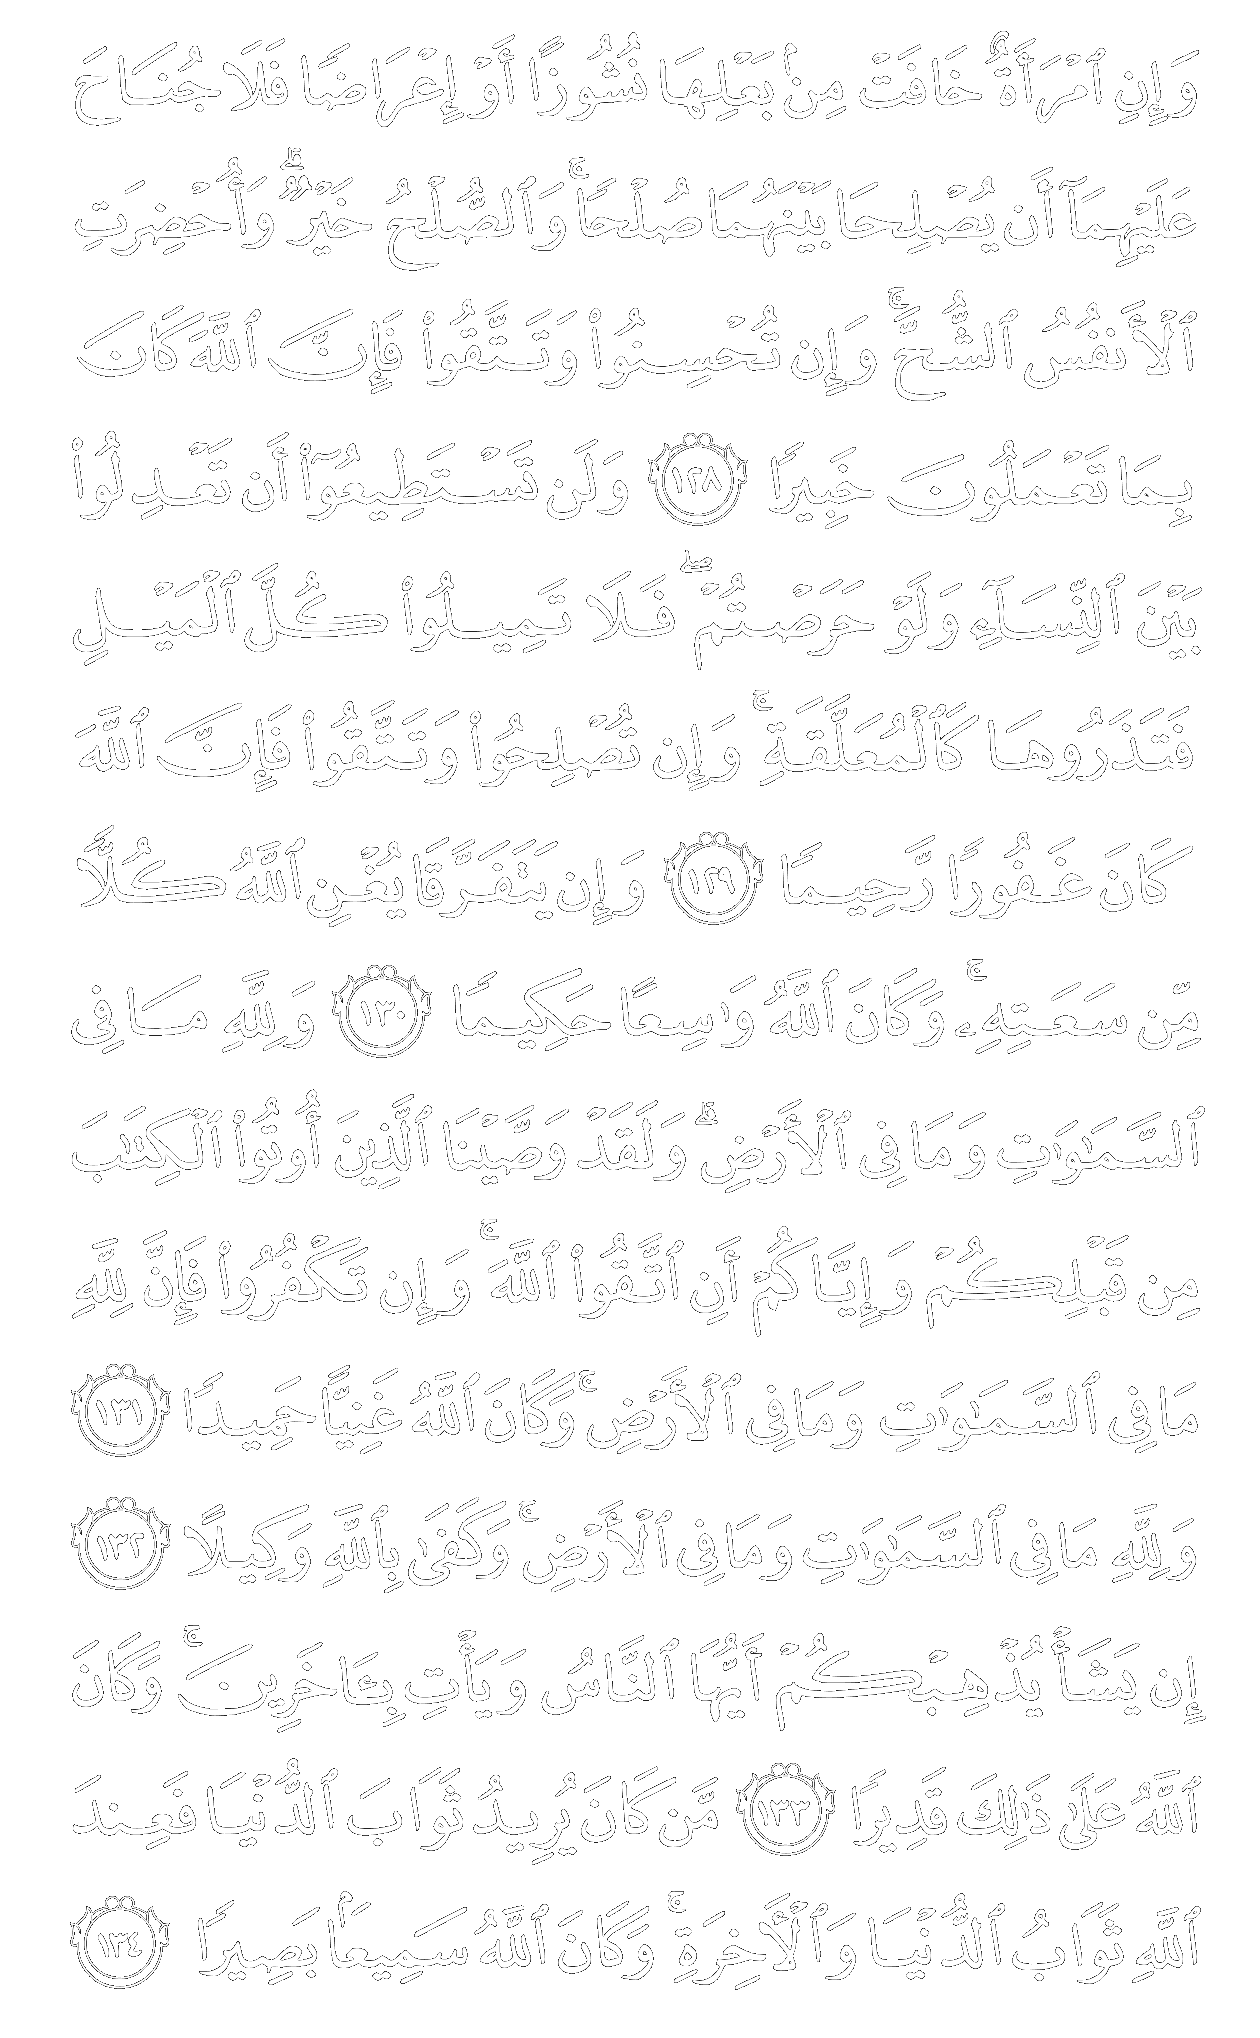 وَإِنِ ٱمْرَأَةٌ خَافَتْ مِنۢ بَعْلِهَا نُشُوزًا أَوْ إِعْرَاضًا فَلَا جُنَاحَ
عَلَيْهِمَآ أَن يُصْلِحَا بَيْنَهُمَا صُلْحًا ۚ وَٱلصُّلْحُ خَيْرٌ ۗ وَأُحْضِرَتِ
ٱلْأَنفُسُ ٱلشُّحَّ ۚ وَإِن تُحْسِنُوا۟ وَتَتَّقُوا۟ فَإِنَّ ٱللَّهَ كَانَ
بِمَا تَعْمَلُونَ خَبِيرًا ١٢٨ وَلَن تَسْتَطِيعُوٓا۟ أَن تَعْدِلُوا۟
بَيْنَ ٱلنِّسَآءِ وَلَوْ حَرَصْتُمْ ۖ فَلَا تَمِيلُوا۟ كُلَّ ٱلْمَيْلِ
فَتَذَرُوهَا كَٱلْمُعَلَّقَةِ ۚ وَإِن تُصْلِحُوا۟ وَتَتَّقُوا۟ فَإِنَّ ٱللَّهَ
كَانَ غَفُورًا رَّحِيمًا ١٢٩ وَإِن يَتَفَرَّقَا يُغْنِ ٱللَّهُ كُلًّا
مِّن سَعَتِهِۦ ۚ وَكَانَ ٱللَّهُ وَٰسِعًا حَكِيمًا ١٣٠ وَلِلَّهِ مَا فِى
ٱلسَّمَٰوَٰتِ وَمَا فِى ٱلْأَرْضِ ۗ وَلَقَدْ وَصَّيْنَا ٱلَّذِينَ أُوتُوا۟ ٱلْكِتَٰبَ
مِن قَبْلِكُمْ وَإِيَّاكُمْ أَنِ ٱتَّقُوا۟ ٱللَّهَ ۚ وَإِن تَكْفُرُوا۟ فَإِنَّ لِلَّهِ
مَا فِى ٱلسَّمَٰوَٰتِ وَمَا فِى ٱلْأَرْضِ ۚ وَكَانَ ٱللَّهُ غَنِيًّا حَمِيدًا ١٣١
وَلِلَّهِ مَا فِى ٱلسَّمَٰوَٰتِ وَمَا فِى ٱلْأَرْضِ ۚ وَكَفَىٰ بِٱللَّهِ وَكِيلًا ١٣٢
إِن يَشَأْ يُذْهِبْكُمْ أَيُّهَا ٱلنَّاسُ وَيَأْتِ بِـَٔاخَرِينَ ۚ وَكَانَ
ٱللَّهُ عَلَىٰ ذَٰلِكَ قَدِيرًا ١٣٣ مَّن كَانَ يُرِيدُ ثَوَابَ ٱلدُّنْيَا فَعِندَ
ٱللَّهِ ثَوَابُ ٱلدُّنْيَا وَٱلْأَخِرَةِ ۚ وَكَانَ ٱللَّهُ سَمِيعًۢا بَصِيرًا ١٣٤